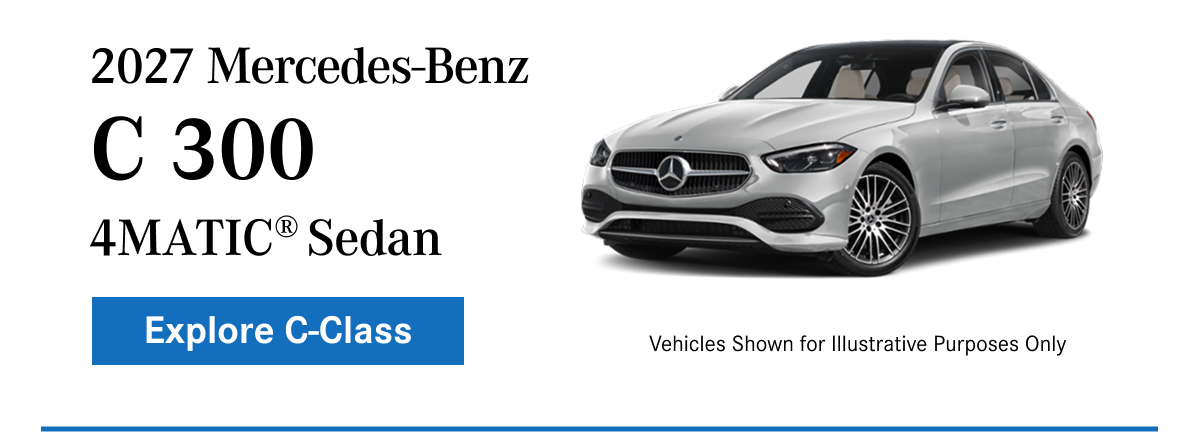 2027 Mercedes-Benz
C 300
4MATIC® Sedan
Explore C-Class
Vehicles Shown for Illustrative Purposes Only